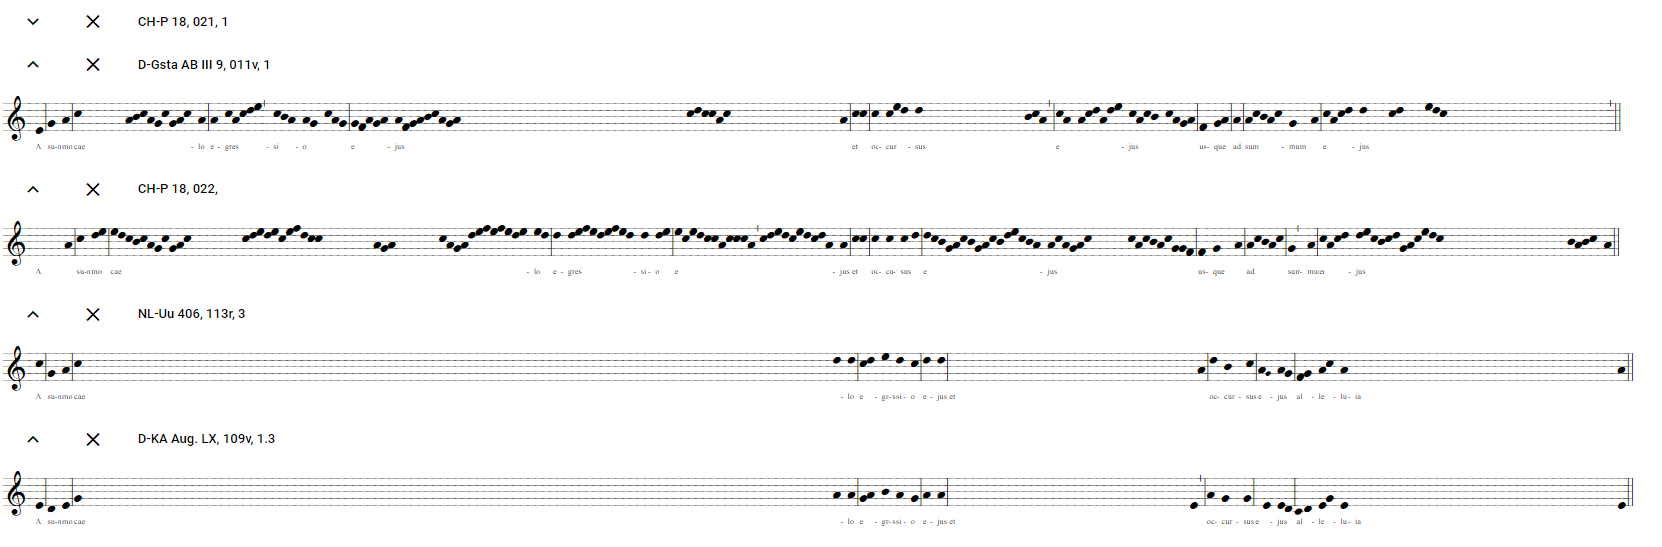 CH-P 18, 021, 1
D-Gsta AB III 9, 011v, 1
A su- mo cae - lo e - gres - si - o e - jus et oc- cur - sus e - jus us- que ad sum - mum e - jus
CH-P 18, 022,
A su- mo cae - lo e - gres - si - o e - jus et oc- cu- sus e - jus us- que ad - jus
NL-Uu 406, 113r, 3
A su- mo cae - lo e - gr-ssi - o e - jus et oc- cur - sus e - jus al - le - lu- ia
D-KA Aug. LX, 109v, 1.3
A su- mo cae - lo e - gr-ssi - o e - jus et oc- cur - sus e - jus al - le - lu- ia